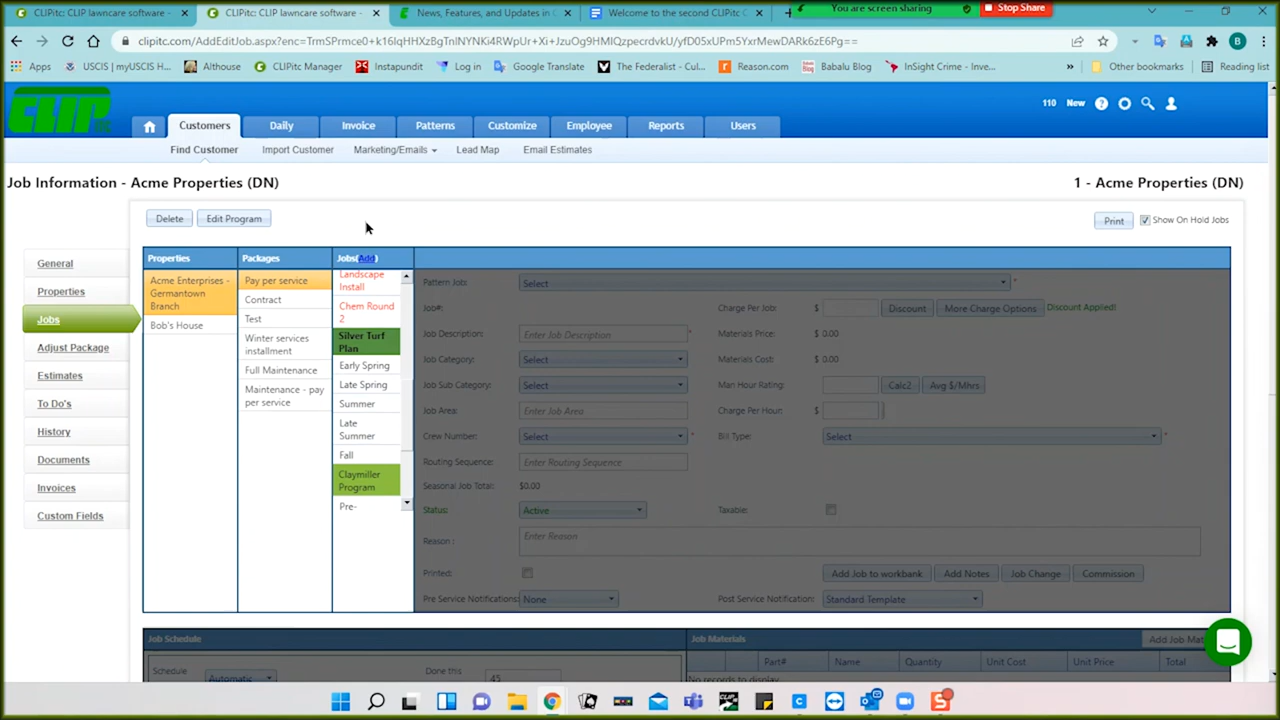 CLIPitc: CLIP lawncare software -
CLIPitc: CLIP lawncare software -
News, Features, and Updates in C
Welcome to the second CLIPitc C
You are screen sharing
Stop Share
Apps
USCIS | myUSCIS H...
Althouse
CLIPitc Manager
Instapundit
Log in
Google Translate
The Federalist - Cul...
Reason.com
Babalu Blog
InSight Crime - Inve...
»
Other bookmarks
Reading list
CLIP
110 New
Customers Daily Invoice Patterns Customize Employee Reports Users
Find Customer Import Customer Marketing/Emails Lead Map Email Estimates
Job Information - Acme Properties (DN)
1 - Acme Properties (DN)
Delete
Edit Program
Print
Show On Hold Jobs
General
Properties
Jobs
Adjust Package
Estimates
To Do's
History
Documents
Invoices
Custom Fields
Properties
Acme Enterprises -
Germantown
Branch
Bob's House
Packages
Pay per service
Contract
Test
Winter services
installment
Full Maintenance
Maintenance - pay
per service
Jobs(Add)
Landscape
Install
Chem Round
2
Silver Turf
Plan
Early Spring
Late Spring
Summer
Late
Summer
Fall
Claymiller
Program
Pre-
Pattern Jobs Select *
Job#: Charge Per Job: $ Discount More Charge Options Discount Applied!
Job Description: Enter Job Description * Materials Price: $ 0.00
Job Category: Select Materials Cost: $ 0.00
Job Sub Category: Select Man Hour Rating: Calc2 Avg $/Mhrs
Job Area: Enter Job Area Charge Per Hour: $
Crew Number: Select * Bill Type: Select *
Routing Sequence: Enter Routing Sequence
Seasonal Job Total: $0.00
Status: Active Taxable:
Reason : Enter Reason
Printed: Add Job to workbank Add Notes Job Change Commission
Pre Service Notifications: None Post Service Notification: Standard Template
Job Schedule
Job Materials
Add Job Mat
Schedule Automatic Done this 45
Part# Name Quantity Unit Cost Unit Price Total
No records to display.